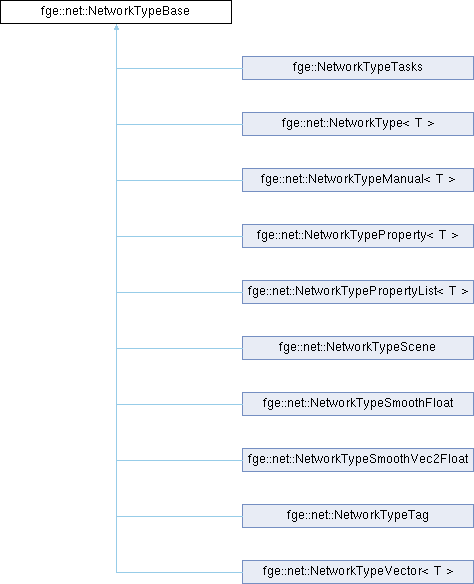 fge::net::NetworkTypeBase
fge::NetworkTypeTasks
fge::net::NetworkType< T >
fge::net::NetworkTypeManual< T >
fge::net::NetworkTypeProperty< T >
fge::net::NetworkTypePropertyList< T >
fge::net::NetworkTypeScene
fge::net::NetworkTypeSmoothFloat
fge::net::NetworkTypeSmoothVec2Float
fge::net::NetworkTypeTag
fge::net::NetworkTypeVector< T >